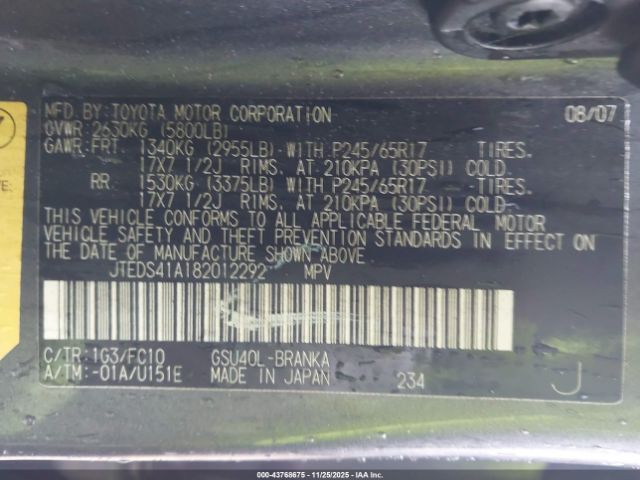 MFD.BY:TOYOTA MOTOR CORPORATION 08/07
GVWR:2630KG (5800LB)
GAWR:FRT. 1340KG (2955LB)-WITH P245/65R17 TIRES.
17X7 1/2J RIMS. AT 210KPA (30PSI) COLD.
RR. 1530KG (3375LB)-WITH P245/65R17 TIRES.
17X7 1/2J RIMS. AT 210KPA (30PSI) COLD.
THIS VEHICLE CONFORMS TO ALL APPLICABLE FEDERAL MOTOR
VEHICLE SAFETY AND THEFT PREVENTION STANDARDS IN EFFECT ON
THE DATE OF MANUFACTURE SHOWN ABOVE.
JTEDS41A182012292 MPV
C/TR:1G3/FC10 GSU40L-BRANKA
A/TM:-01A/U151E MADE IN JAPAN 234 J
000-43768675 - 11/25/2025 - IAAI.COM